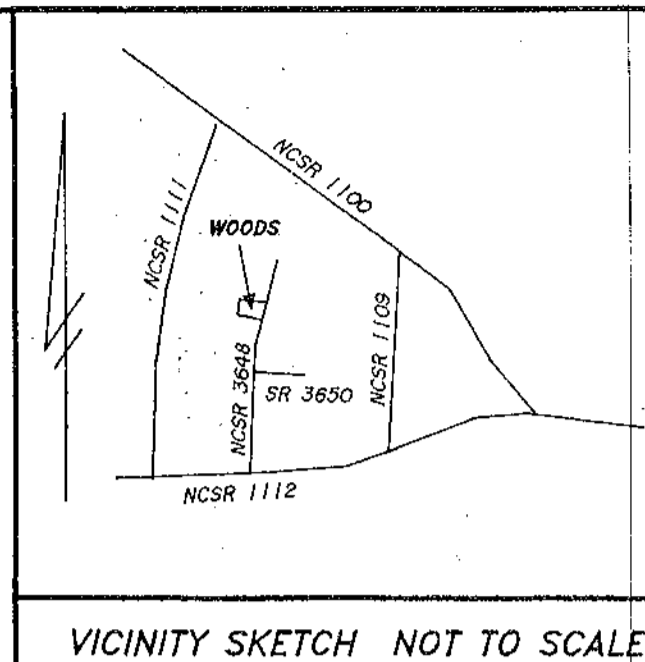 NCSR 1100
NCSR 1111
WOODS
NCSR 1109
NCSR 3648
SR 3650
NCSR 1112
VICINITY SKETCH NOT TO SCALE